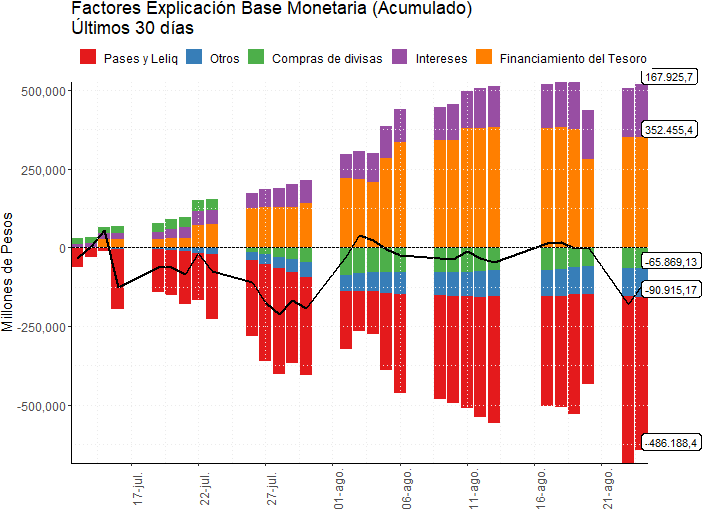 Factores Explicación Base Monetaria (Acumulado)
Últimos 30 días
Pases y Leliq Otros Compras de divisas Intereses Financiamiento del Tesoro
Millones de Pesos
500,000
250,000
0
-250,000
-500,000
167.925,7
352.455,4
-65.869,13
-90.915,17
-486.188,4
17-jul.
22-jul.
27-jul.
01-ago.
06-ago.
11-ago.
16-ago.
21-ago.